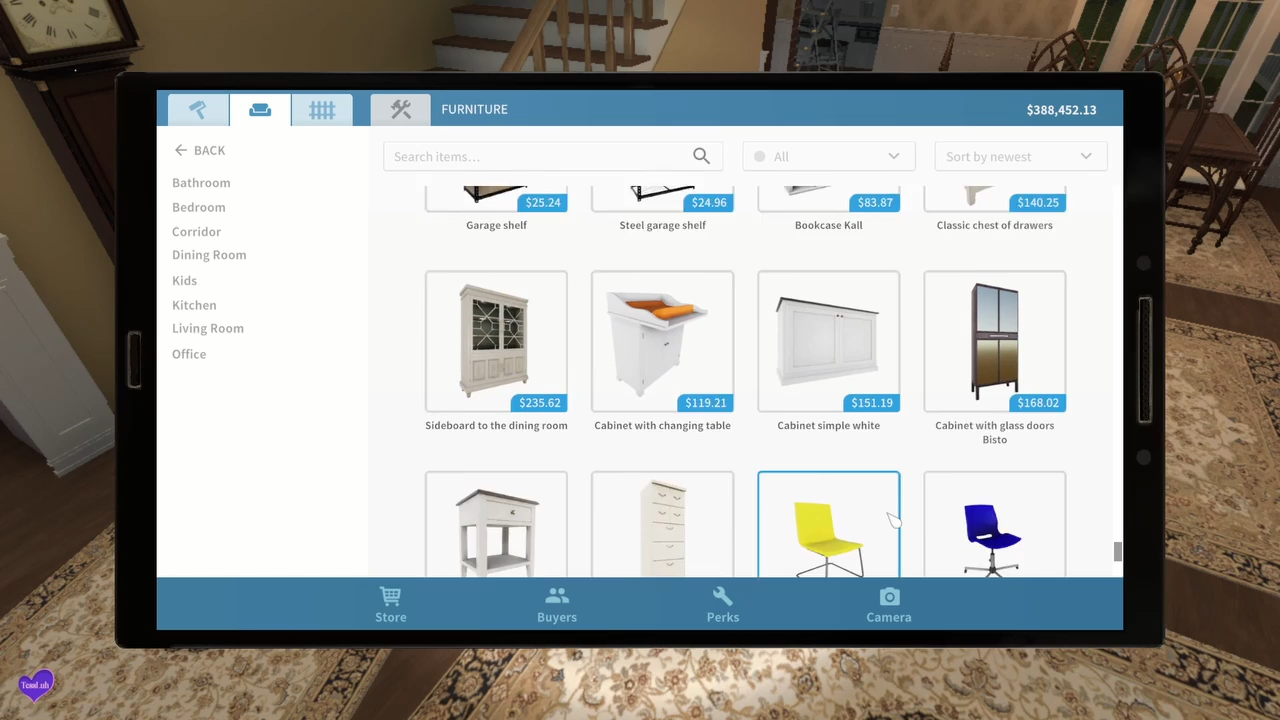 FURNITURE
$388,452.13
BACK
Search items...
All
Sort by newest
Bathroom
Bedroom
Corridor
Dining Room
Kids
Kitchen
Living Room
Office
$25.24
$24.96
$83.87
$140.25
Garage shelf
Steel garage shelf
Bookcase Kall
Classic chest of drawers
$235.62
$119.21
$151.19
$168.02
Sideboard to the dining room
Cabinet with changing table
Cabinet simple white
Cabinet with glass doors
Bisto
Store
Buyers
Perks
Camera
TessLuh